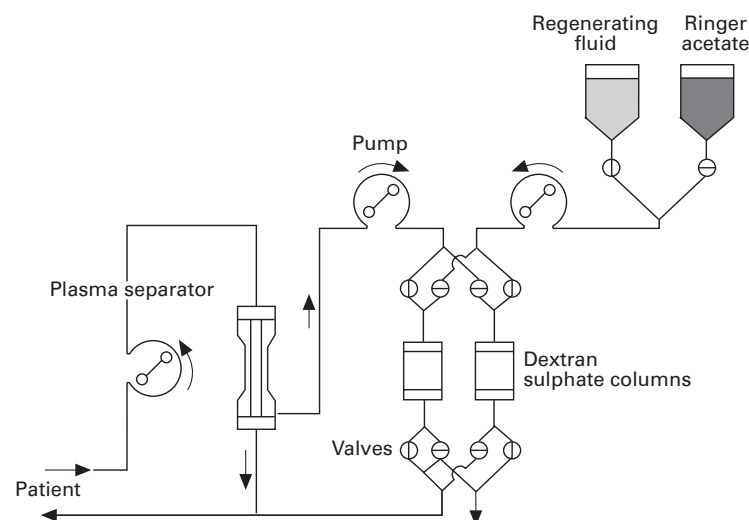 Regenerating
fluid
Ringer
acetate
Pump
Plasma separator
Dextran
sulphate columns
Valves
Patient